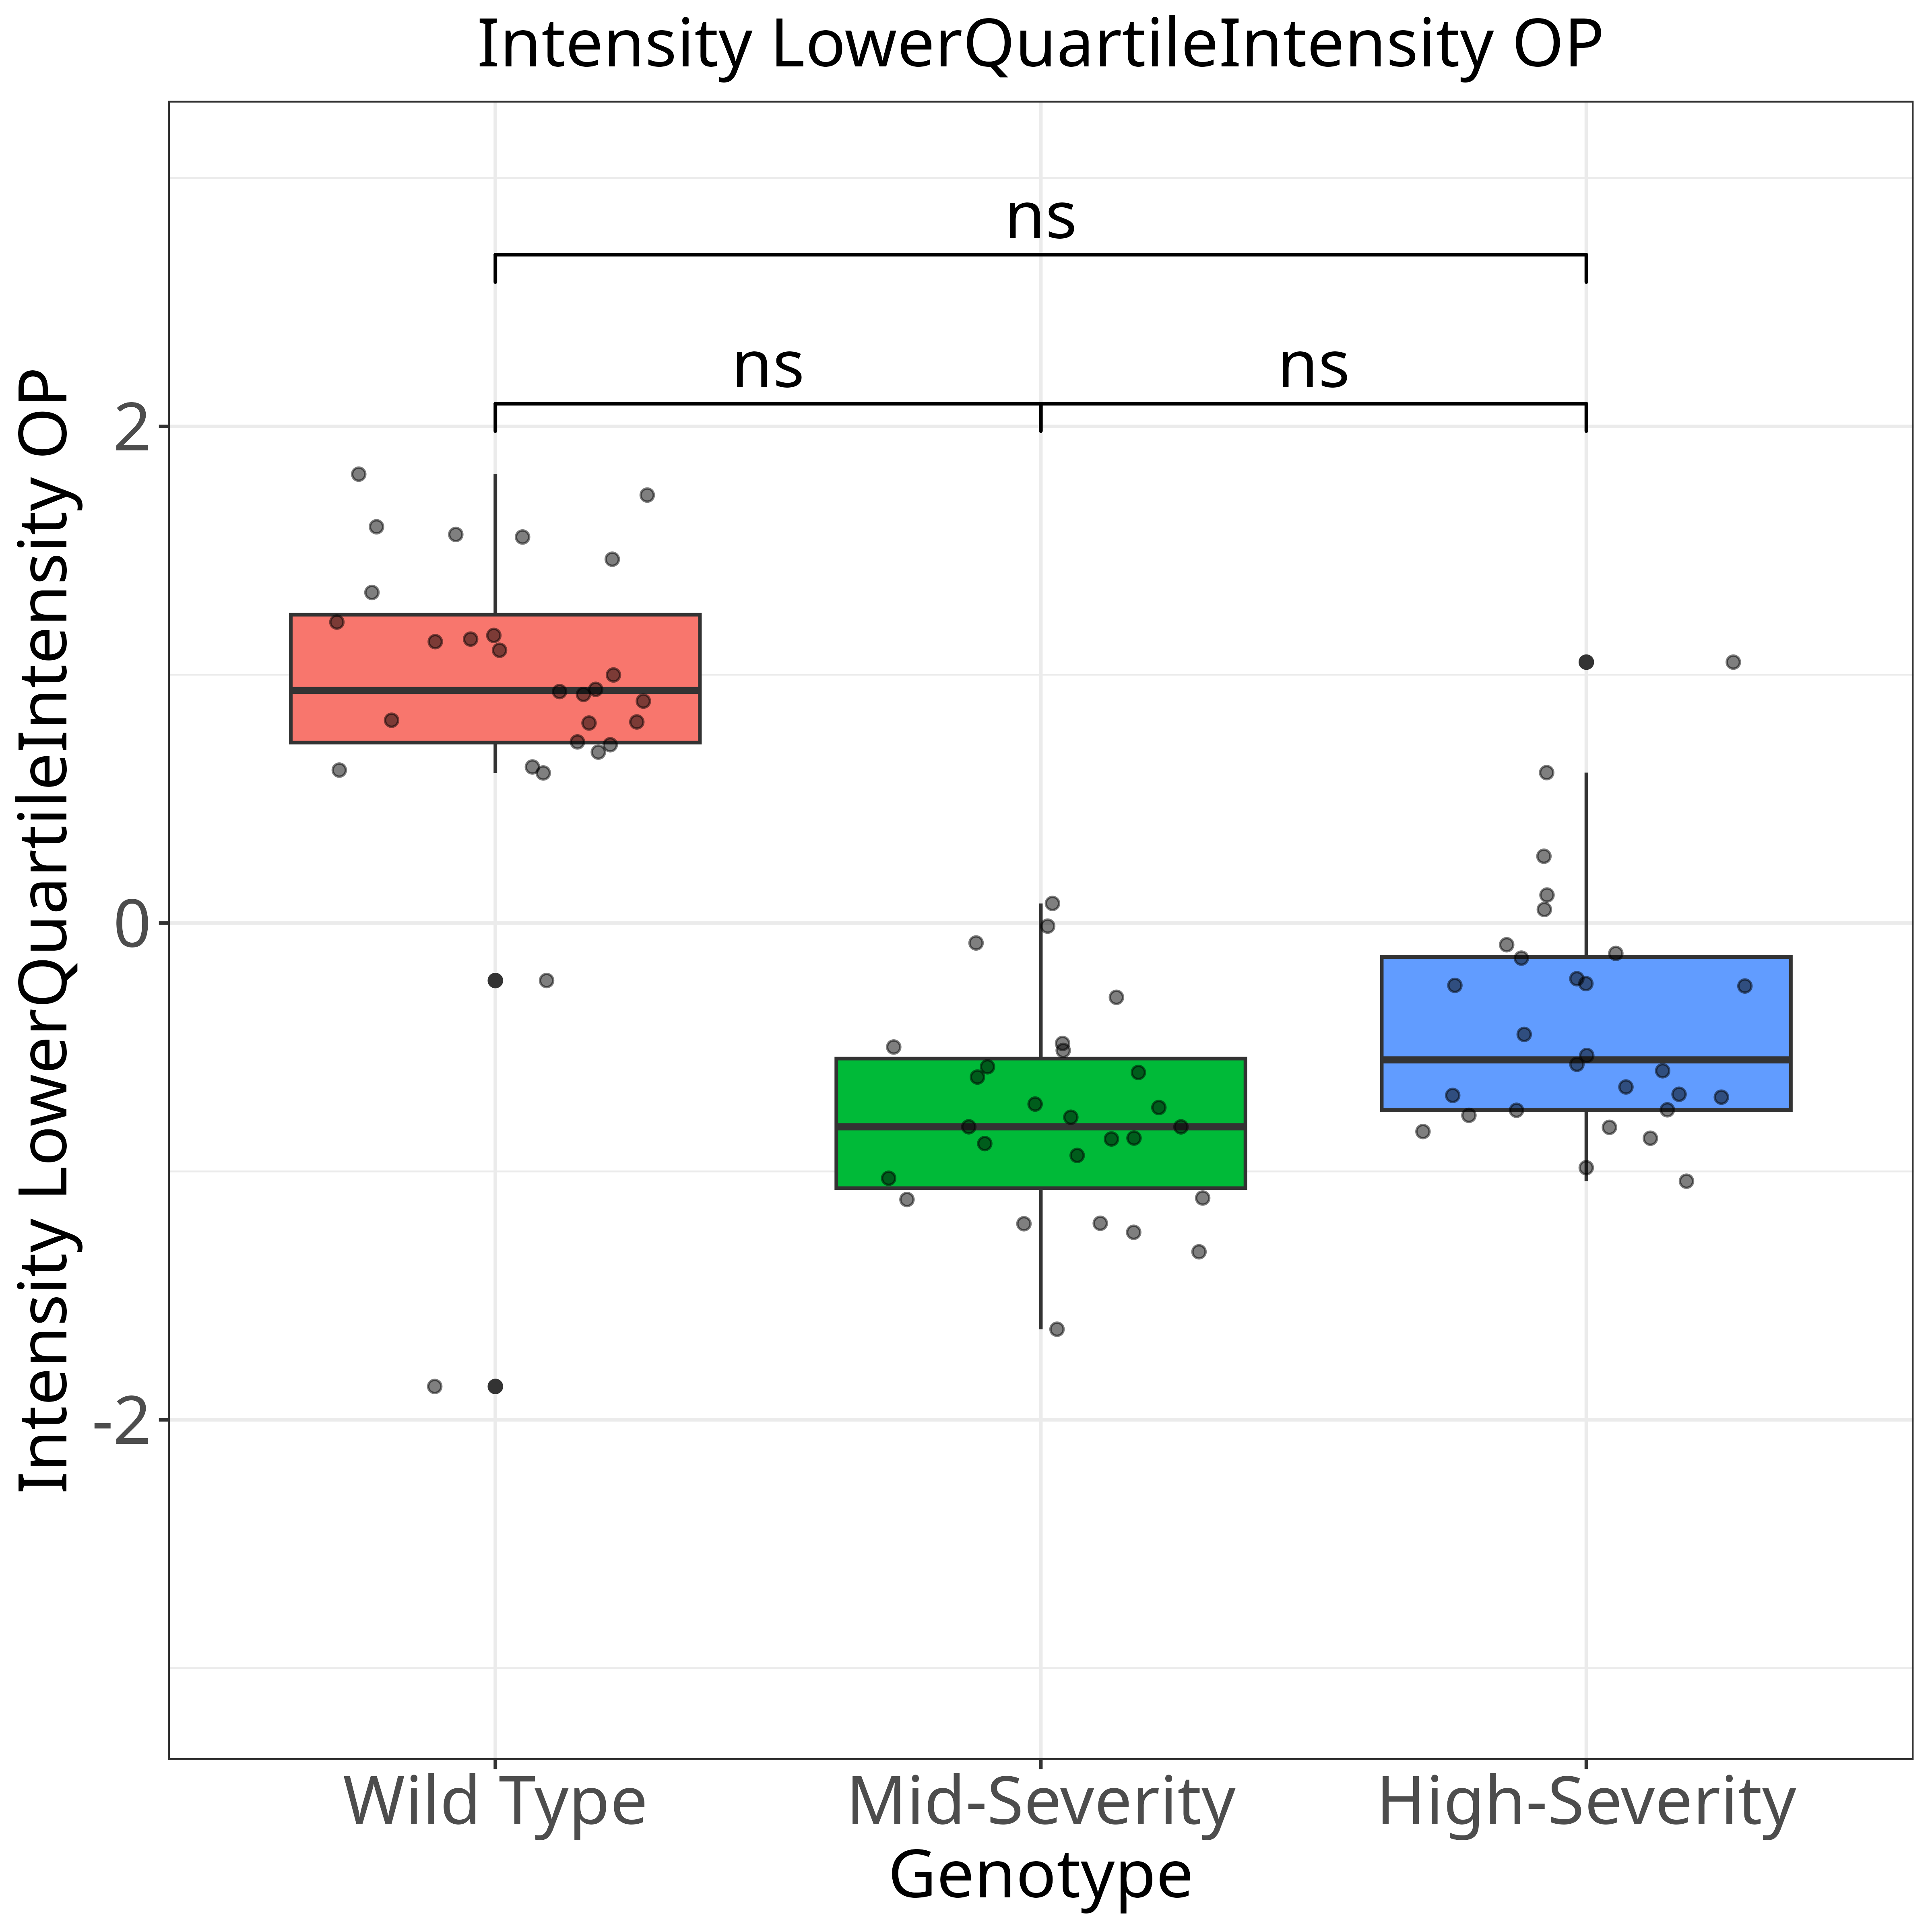 Intensity LowerQuartileIntensity OP
ns
ns ns
Intensity LowerQuartileIntensity OP
2
0
-2
Wild Type Mid-Severity High-Severity
Genotype